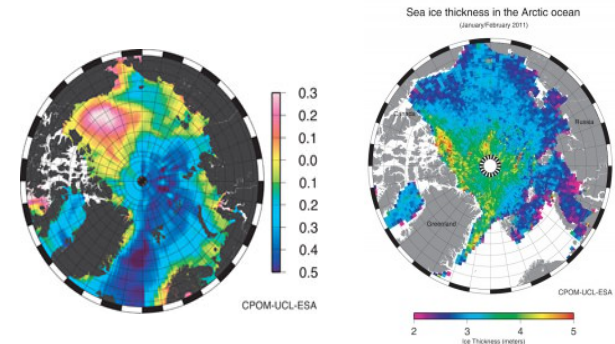 0.3
0.2
0.1
0.0
0.1
0.2
0.3
0.4
0.5
CPOM-UCL-ESA
Sea ice thickness in the Arctic ocean
(January/February 2011)
Russia
Greenland
CPOM-UCL-ESA
2 3 4 5
Ice Thickness (meters)